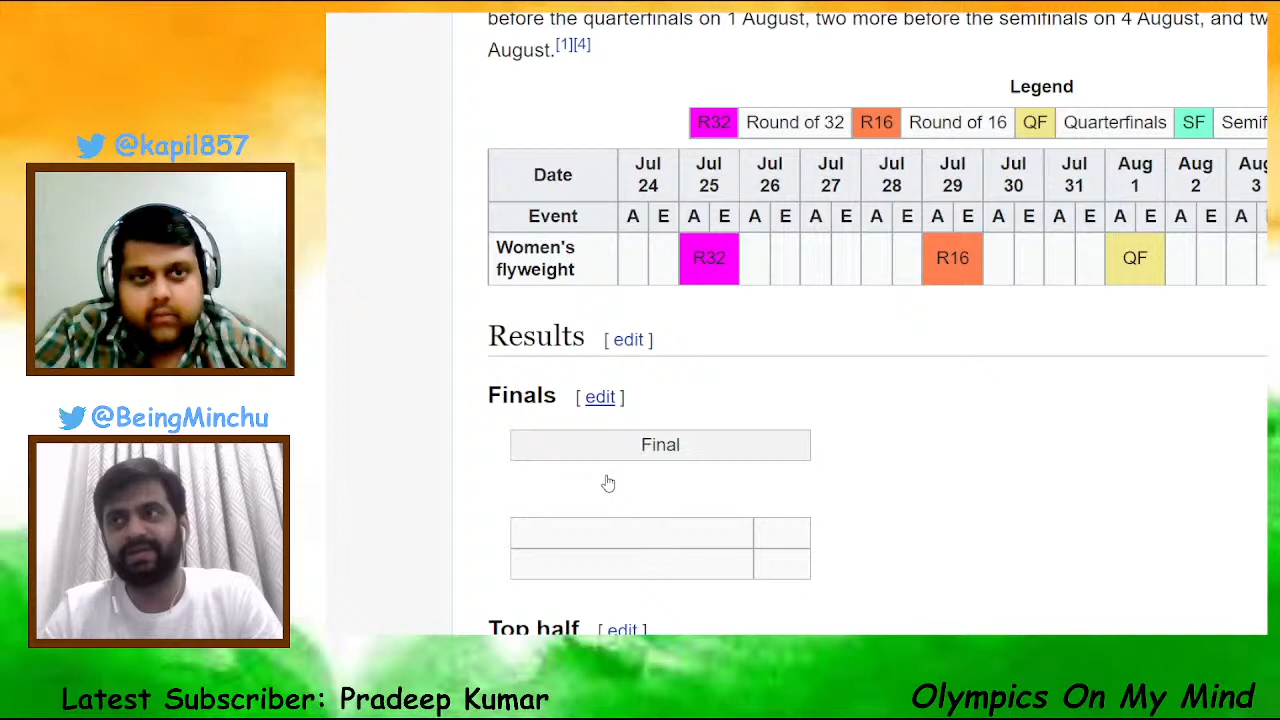 before the quarterfinals on 1 August, two more before the semifinals on 4 August, and
August.[1][4]
Legend
R32 Round of 32 R16 Round of 16 QF Quarterfinals SF
Date Jul 24 Jul 25 Jul 26 Jul 27 Jul 28 Jul 29 Jul 30 Jul 31 Aug 1 Aug 2 3
Event A E A E A E A E A E A E A E A E A E A E A
Women's flyweight R32 R16 QF
Results [ edit ]
Finals [ edit ]
Final
Top half [ edit ]
@kapil857
@BeingMinchu
Latest Subscriber: Pradeep Kumar
Olympics On My Mind